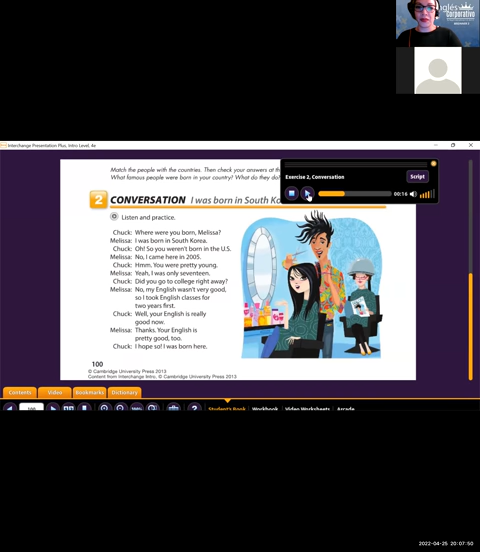 Inglés
Corporativo
Interchange Presentation Plus, Intro Level, 4e
Match the people with the countries. Then check your answers at th
What famous people were born in your country? What do they do?
Exercise 2, Conversation
Script
00:16
2 CONVERSATION I was born in South Ko
Listen and practice.
Chuck: Where were you born, Melissa?
Melissa: I was born in South Korea.
Chuck: Oh! So you weren't born in the U.S.
Melissa: No, I came here in 2005.
Chuck: Hmm. You were pretty young.
Melissa: Yeah, I was only seventeen.
Chuck: Did you go to college right away?
Melissa: No, my English wasn't very good,
so I took English classes for
two years first.
Chuck: Well, your English is really
good now.
Melissa: Thanks. Your English is
pretty good, too.
Chuck: I hope so! I was born here.
100
© Cambridge University Press 2013
Content from Interchange Intro, © Cambridge University Press 2013
Contents Video Bookmarks Dictionary
100 100% ? Student's Book Workbook Video Worksheets Arcade
2022-04-25 20:07:50